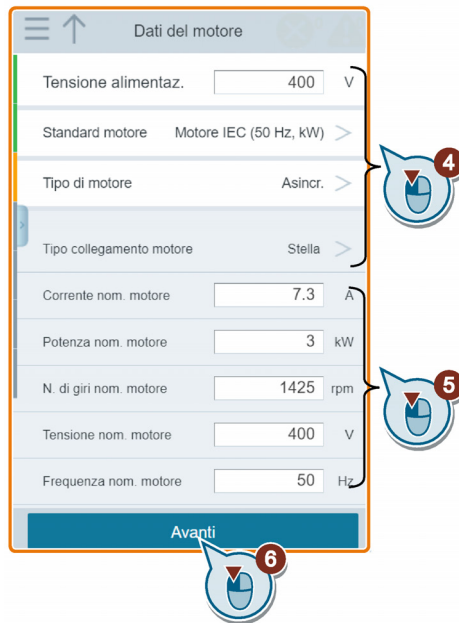 Dati del motore
Tensione alimentaz. 400 V
Standard motore Motore IEC (50 Hz, kW) >
4
Tipo di motore Asincr. >
>
Tipo collegamento motore Stella >
Corrente nom. motore 7.3 A
Potenza nom. motore 3 kW
N. di giri nom. motore 1425 rpm
5
Tensione nom. motore 400 V
Frequenza nom. motore 50 Hz
Avanti
6